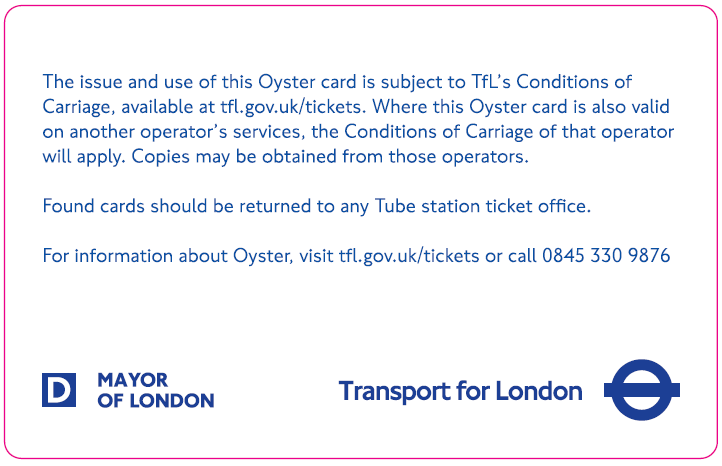 The issue and use of this Oyster card is subject to TfL's Conditions of
Carriage, available at tfl.gov.uk/tickets. Where this Oyster card is also valid
on another operator's services, the Conditions of Carriage of that operator
will apply. Copies may be obtained from those operators.
Found cards should be returned to any Tube station ticket office.
For information about Oyster, visit tfl.gov.uk/tickets or call 0845 330 9876
D
MAYOR
OF LONDON
Transport for London